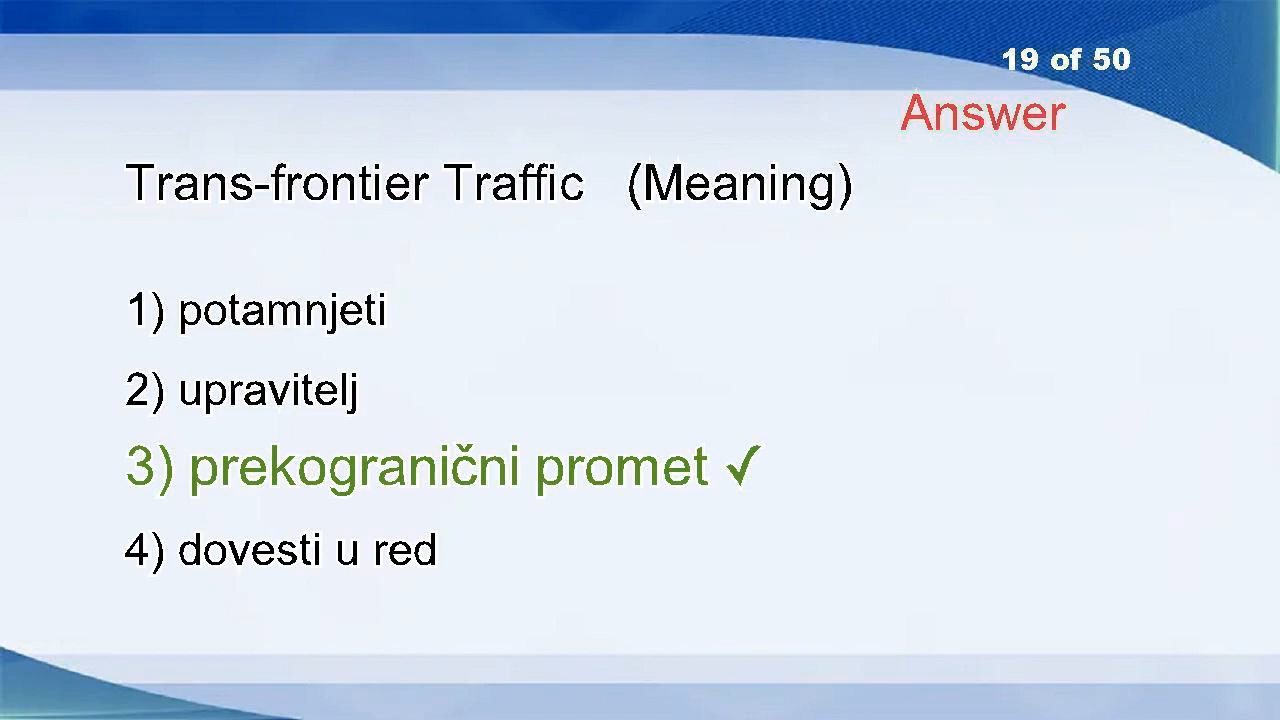 19 of 50
Answer
Trans-frontier Traffic (Meaning)
1) potamnjeti
2) upravitelj
3) prekogranični promet ✓
4) dovesti u red